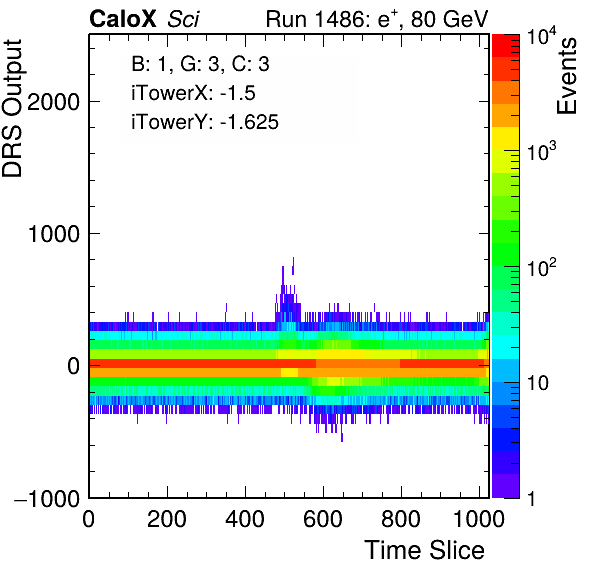 CaloX Sci Run 1486: e⁺, 80 GeV
B: 1, G: 3, C: 3
iTowerX: -1.5
iTowerY: -1.625
DRS Output
2000
1000
0
−1000
0 200 400 600 800 1000
Time Slice
10⁴
10³
10²
10
1
Events